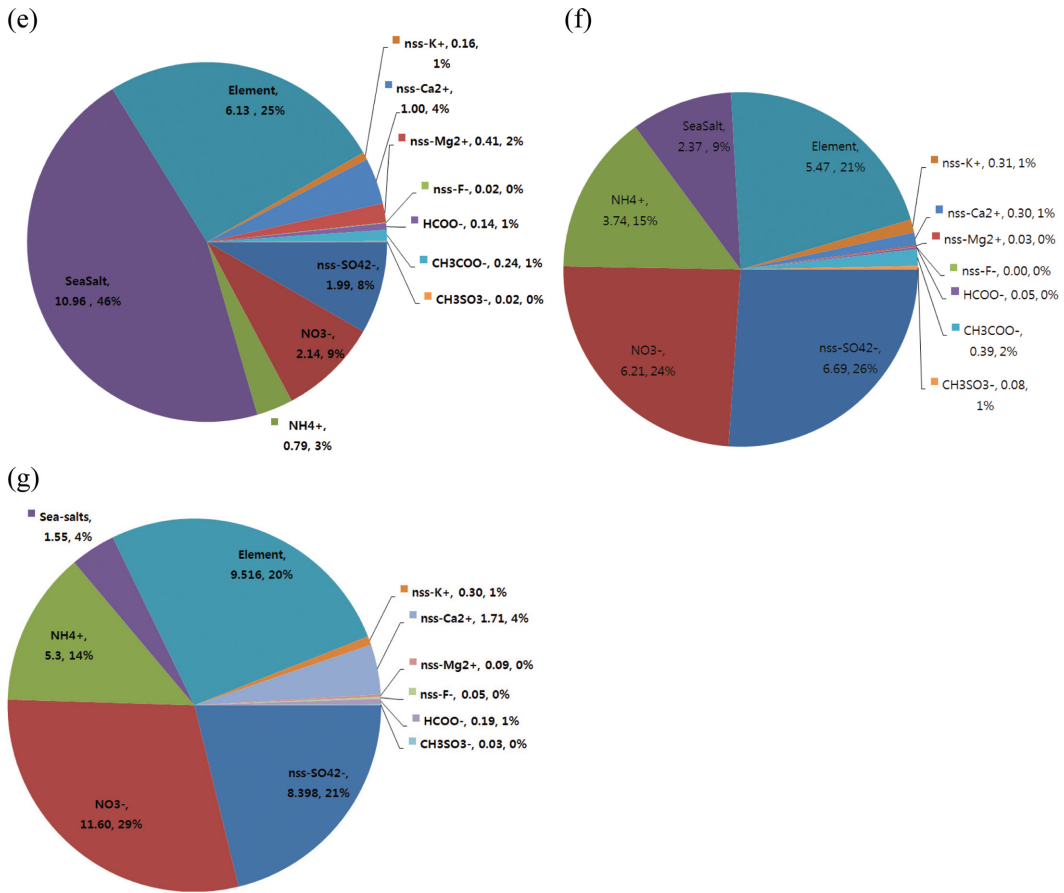 (e)
nss-K+, 0.16,
1%
nss-Ca2+,
1.00, 4%
nss-Mg2+, 0.41, 2%
nss-F-, 0.02, 0%
HCOO-, 0.14, 1%
CH3COO-, 0.24, 1%
CH3SO3-, 0.02, 0%
nss-SO42-,
1.99, 8%
NO3-,
2.14, 9%
NH4+,
0.79, 3%
SeaSalt,
10.96 , 46%
Element,
6.13 , 25%
(f)
SeaSalt,
2.37 , 9%
Element,
5.47 , 21%
nss-K+, 0.31, 1%
nss-Ca2+, 0.30, 1%
nss-Mg2+, 0.03, 0%
nss-F-, 0.00, 0%
HCOO-, 0.05, 0%
CH3COO-,
0.39, 2%
CH3SO3-, 0.08,
1%
nss-SO42-,
6.69, 26%
NO3-,
6.21, 24%
NH4+,
3.74, 15%
(g)
Sea-salts,
1.55, 4%
Element,
9.516, 20%
nss-K+, 0.30, 1%
nss-Ca2+, 1.71, 4%
nss-Mg2+, 0.09, 0%
nss-F-, 0.05, 0%
HCOO-, 0.19, 1%
CH3SO3-, 0.03, 0%
nss-SO42-,
8.398, 21%
NO3-,
11.60, 29%
NH4+,
5.3, 14%